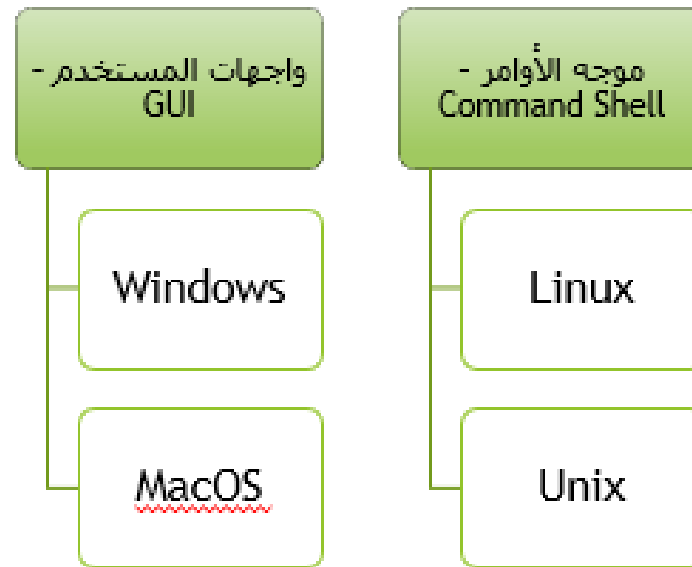 واجهات المستخدم -
GUI
Windows
MacOS
موجه الأوامر -
Command Shell
Linux
Unix